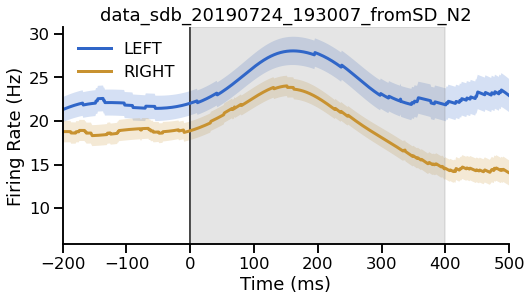 data_sdb_20190724_193007_fromSD_N2
30
25
20
15
10
Firing Rate (Hz)
LEFT
RIGHT
−200 −100 0 100 200 300 400 500
Time (ms)